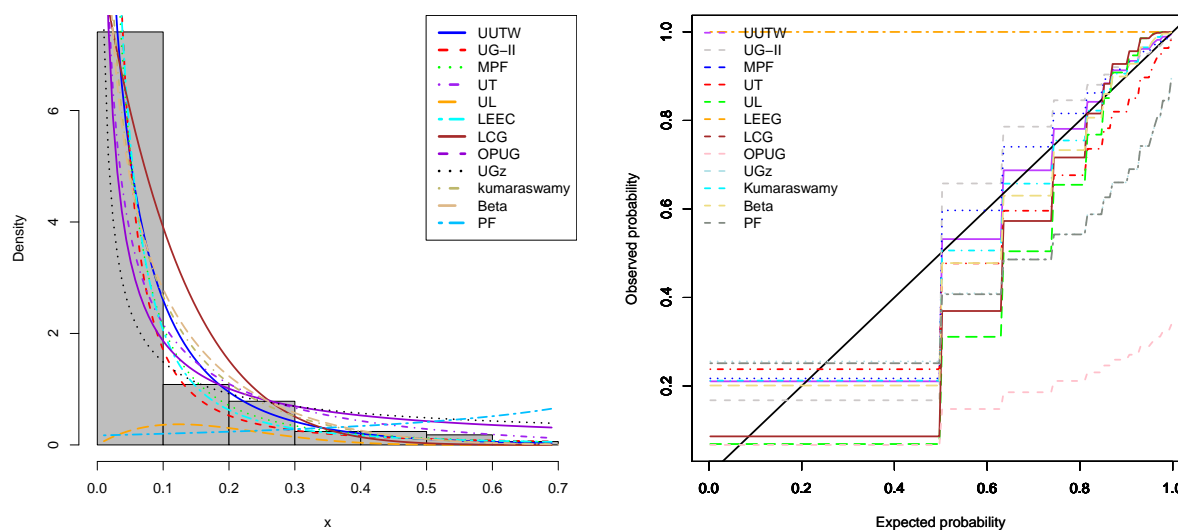 UUTW
UG−II
MPF
UT
UL
LEEC
LCG
OPUG
UGz
kumaraswamy
Beta
PF
Density
0
2
4
6
0.0 0.1 0.2 0.3 0.4 0.5 0.6 0.7
x
UUTW
UG−II
MPF
UT
UL
LEEG
LCG
OPUG
UGz
Kumaraswamy
Beta
PF
Observed probability
0.2 0.4 0.6 0.8 1.0
0.0 0.2 0.4 0.6 0.8 1.0
Expected probability